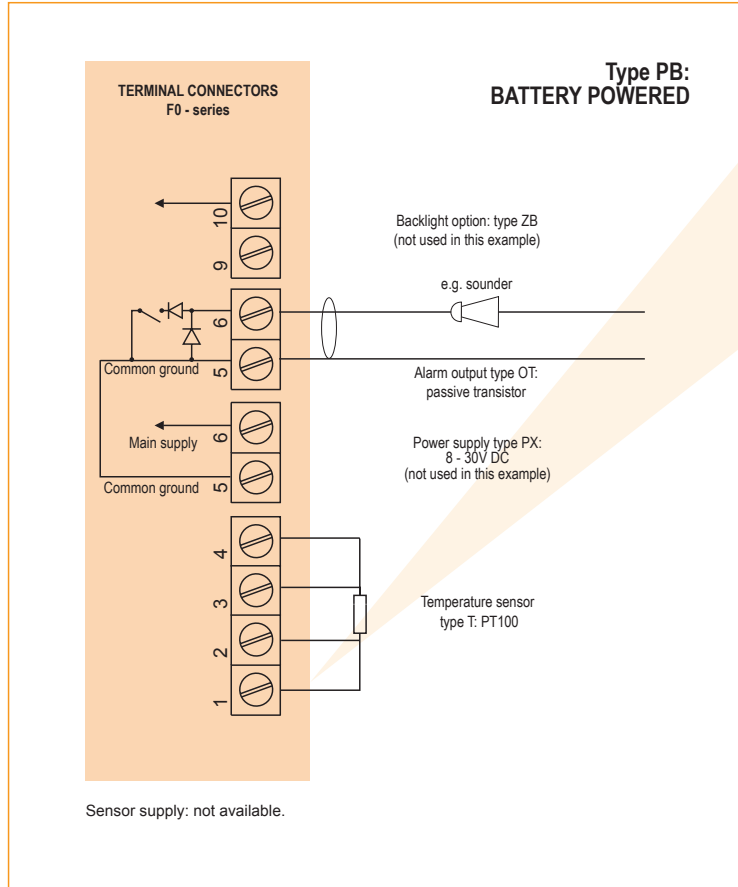 Type PB:
BATTERY POWERED
TERMINAL CONNECTORS
F0 - series
10
Backlight option: type ZB
(not used in this example)
9
e.g. sounder
6
Common ground
5
Alarm output type OT:
passive transistor
Main supply
6
Power supply type PX:
8 - 30V DC
(not used in this example)
Common ground
5
4
3
Temperature sensor
type T: PT100
2
1
Sensor supply: not available.